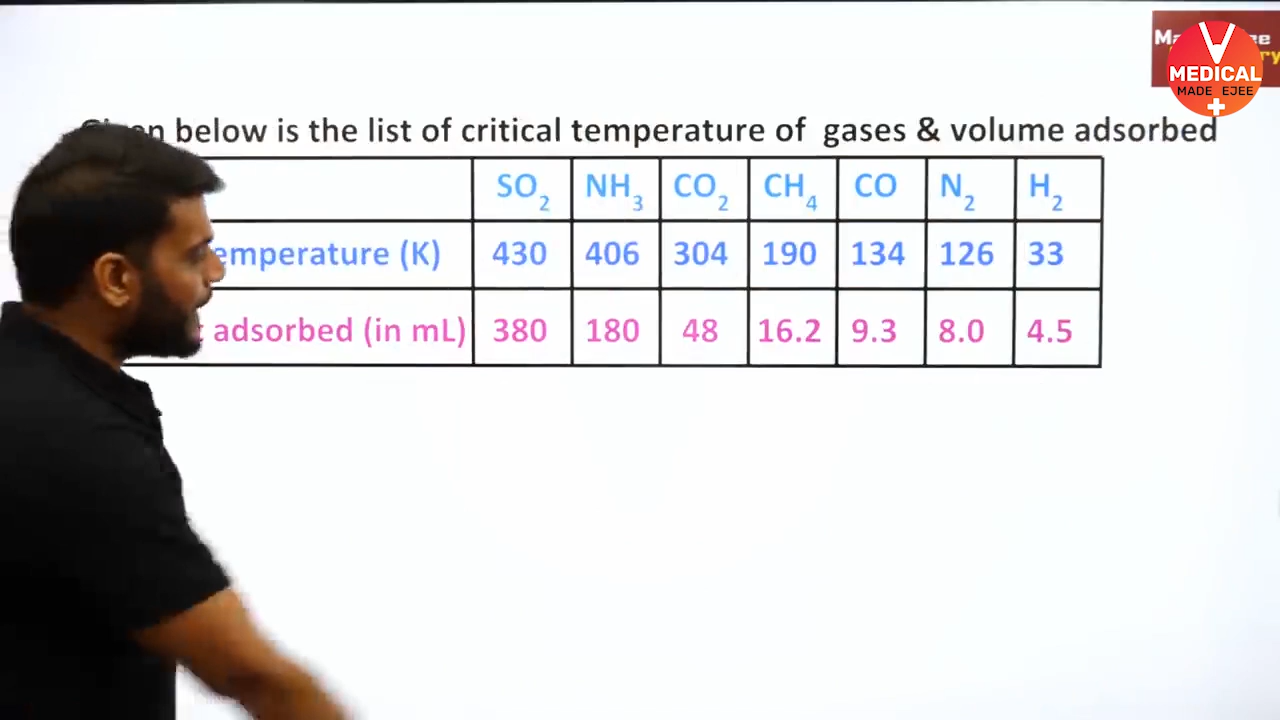 below is the list of critical temperature of gases & volume adsorbed
SO2 NH3 CO2 CH4 CO N2 H2
emperature (K) 430 406 304 190 134 126 33
adsorbed (in mL) 380 180 48 16.2 9.3 8.0 4.5
V
MEDICAL
MADE EJEE